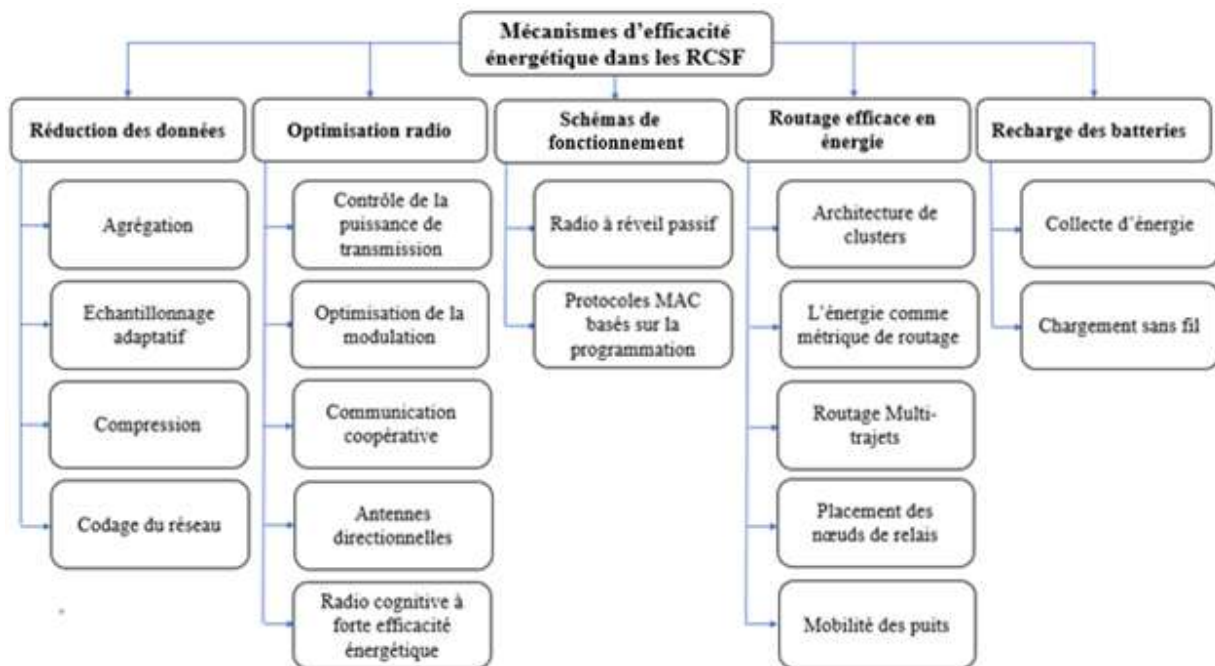 Mécanismes d’efficacité
énergétique dans les RCSF
Réduction des données
Agrégation
Echantillonnage
adaptatif
Compression
Codage du réseau
Optimisation radio
Contrôle de la
puissance de
transmission
Optimisation de la
modulation
Communication
coopérative
Antennes
directionnelles
Radio cognitive à
forte efficacité
énergétique
Schémas de
fonctionnement
Radio à réveil passif
Protocoles MAC
basés sur la
programmation
Routage efficace en
énergie
Architecture de
clusters
L’énergie comme
métrique de routage
Routage Multi-
trajets
Placement des
nœuds de relais
Mobilité des puits
Recharge des batteries
Collecte d’énergie
Chargement sans fil